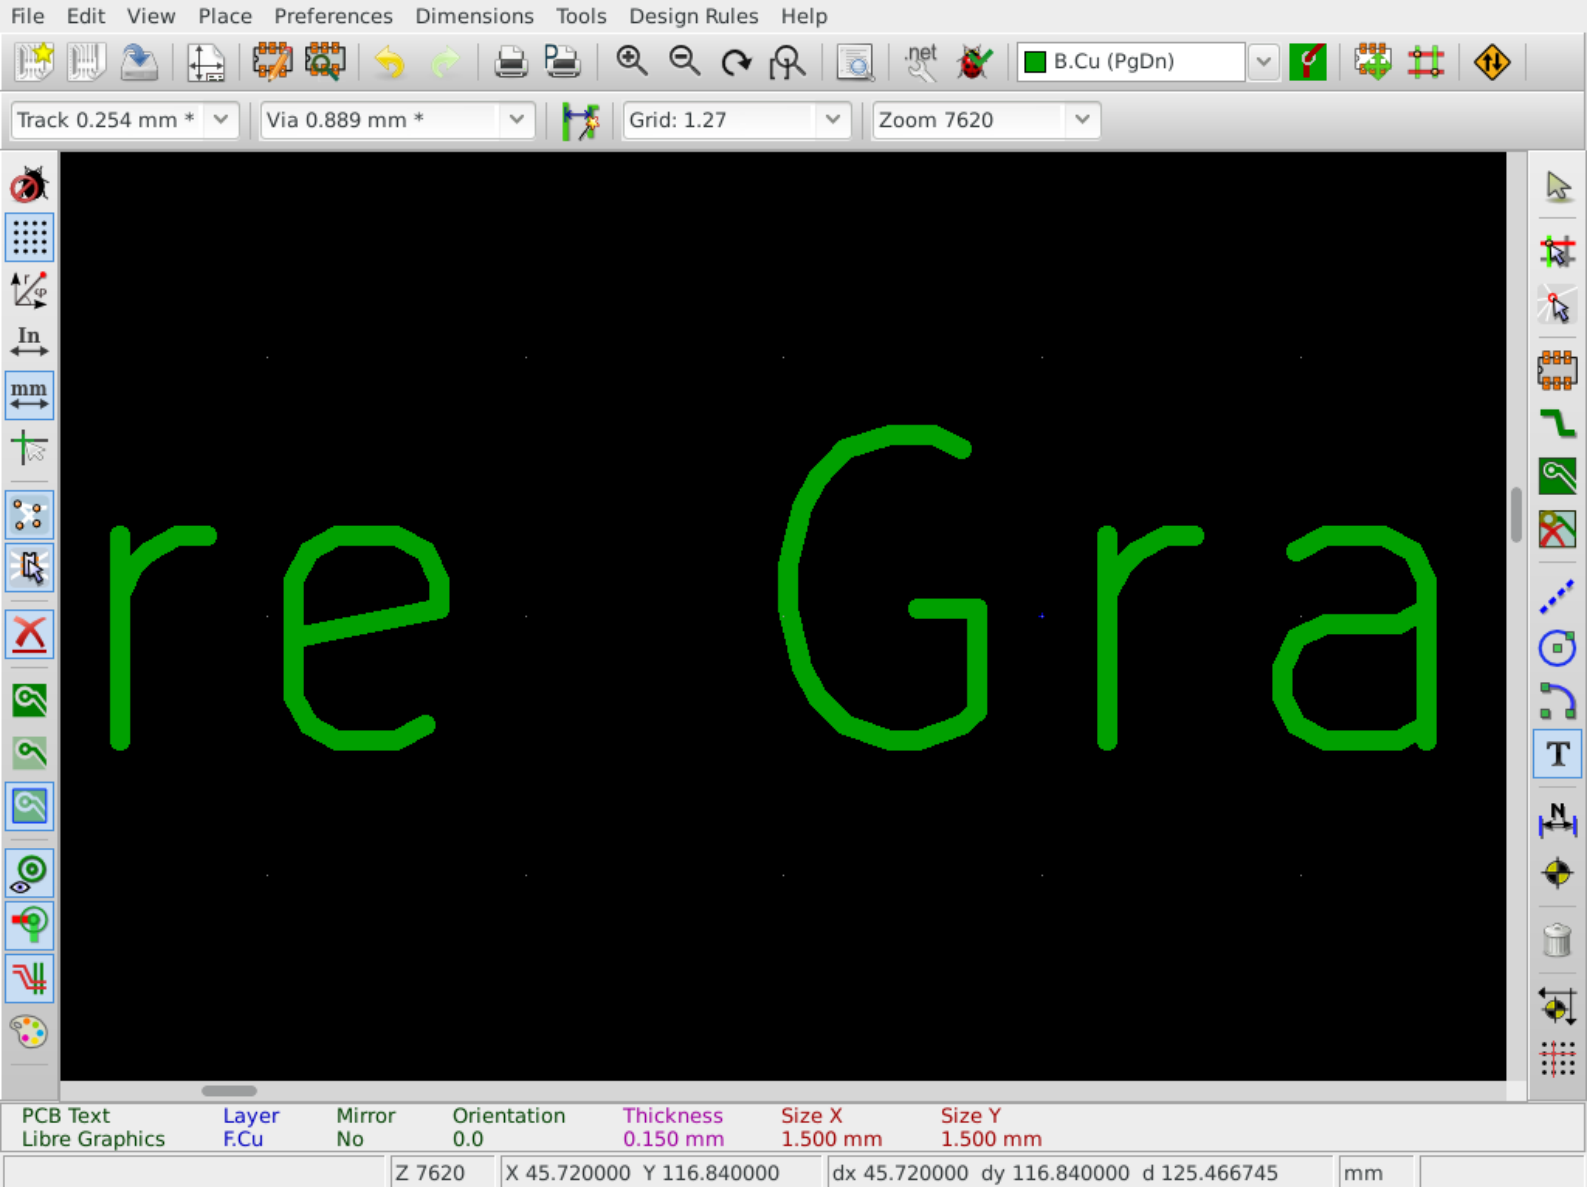 File Edit View Place Preferences Dimensions Tools Design Rules Help
.net B.Cu (PgDn)
Track 0.254 mm * Via 0.889 mm * Grid: 1.27 Zoom 7620
In
mm
re Gra
T
N
PCB Text Layer Mirror Orientation Thickness Size X Size Y
Libre Graphics F.Cu No 0.0 0.150 mm 1.500 mm 1.500 mm
Z 7620 X 45.720000 Y 116.840000 dx 45.720000 dy 116.840000 d 125.466745 mm